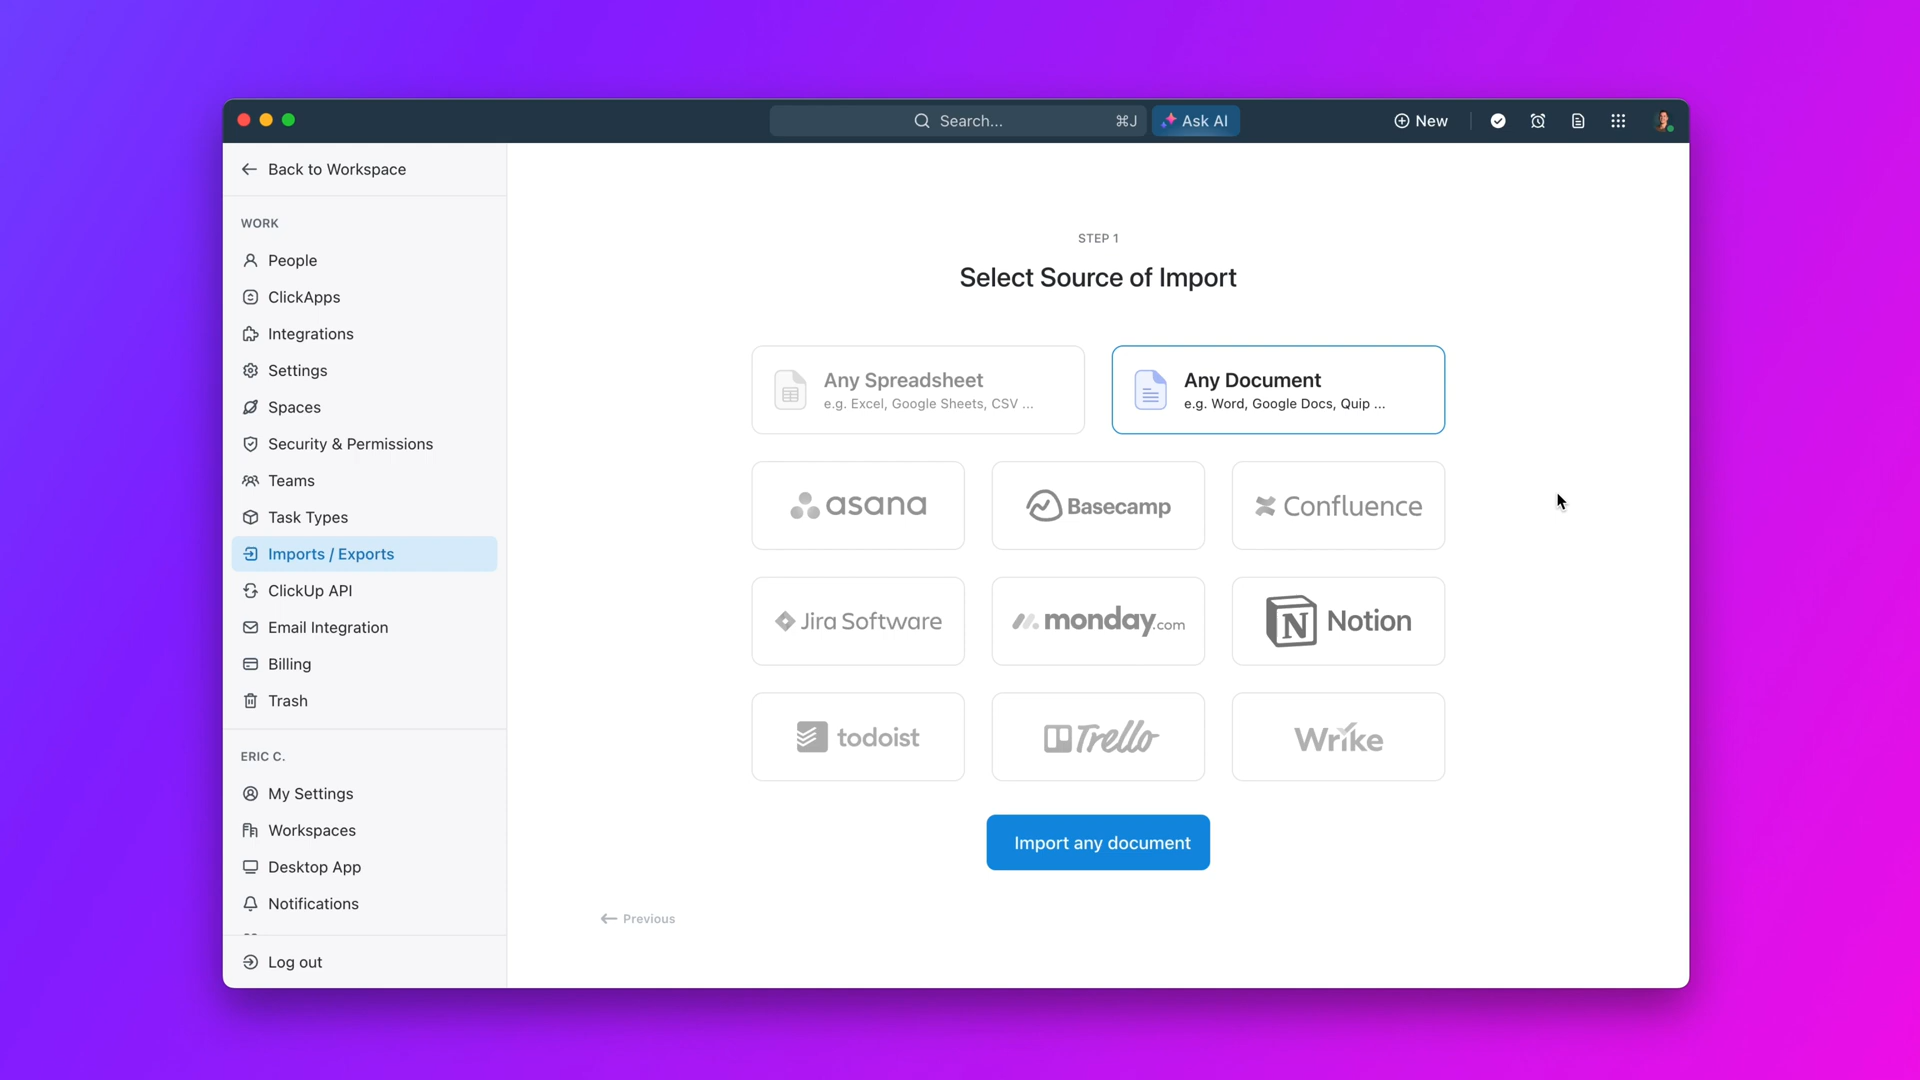 Search...
⌘J
Ask AI
New
Back to Workspace
WORK
People
ClickApps
Integrations
Settings
Spaces
Security & Permissions
Teams
Task Types
Imports / Exports
ClickUp API
Email Integration
Billing
Trash
ERIC C.
My Settings
Workspaces
Desktop App
Notifications
Log out
STEP 1
Select Source of Import
Any Spreadsheet
e.g. Excel, Google Sheets, CSV ...
Any Document
e.g. Word, Google Docs, Quip ...
asana
Basecamp
Confluence
Jira Software
monday.com
N Notion
todoist
Trello
Wrike
Import any document
Previous